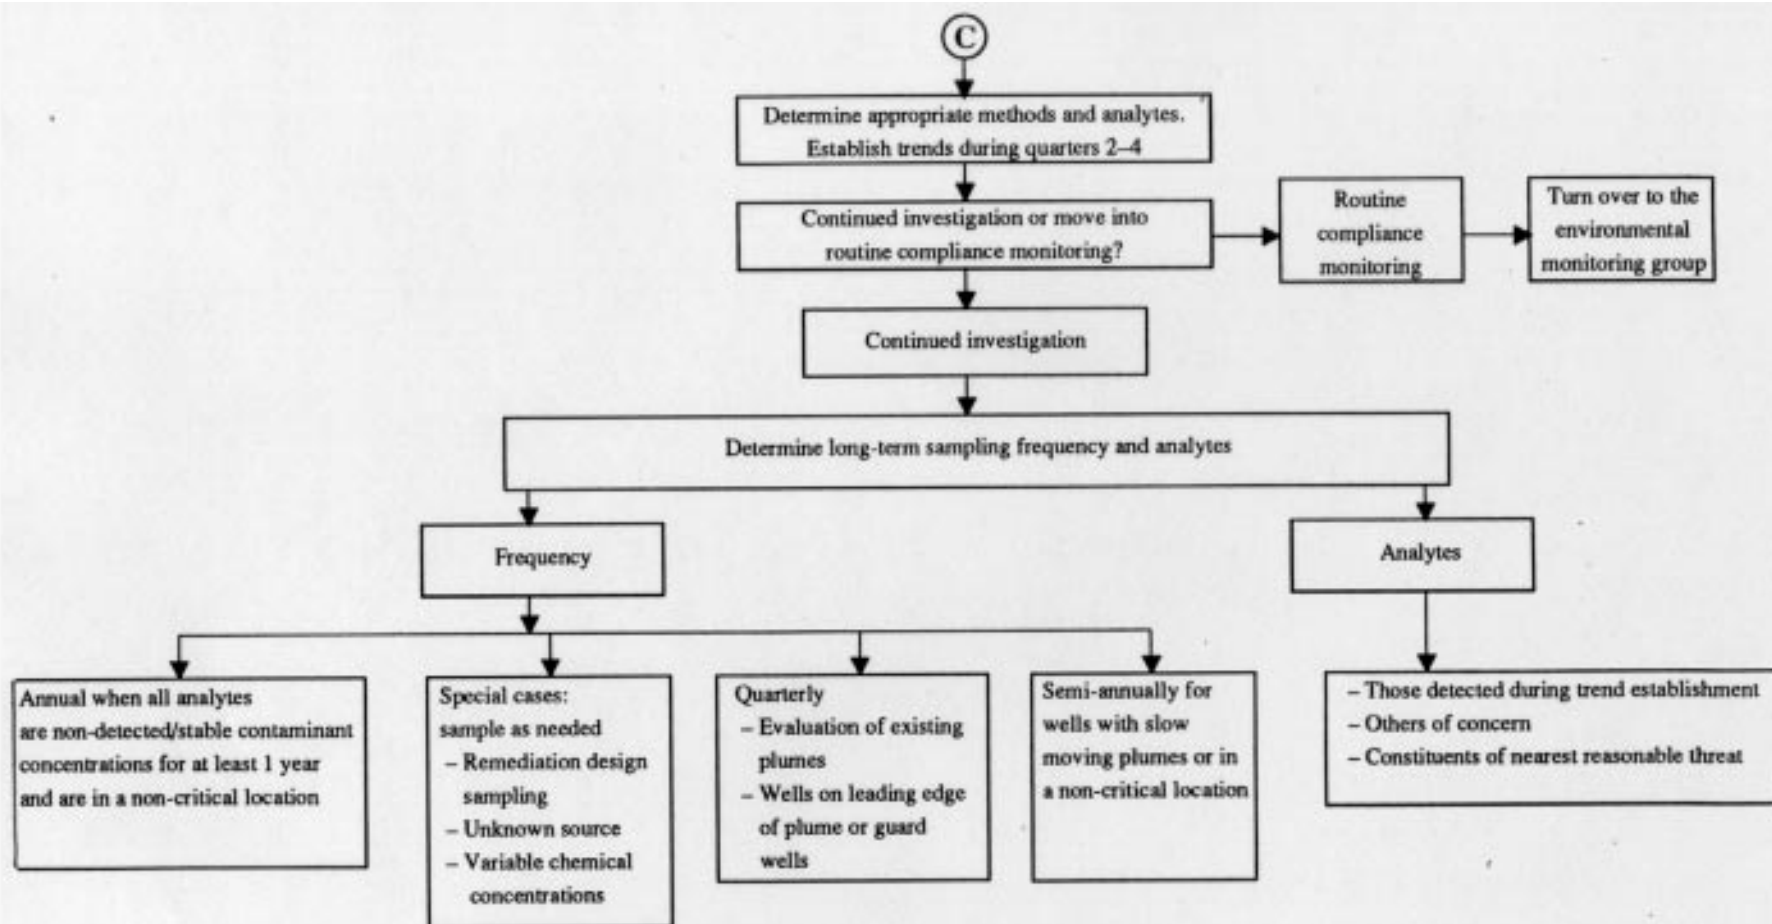 C
Determine appropriate methods and analytes.
Establish trends during quarters 2–4
Continued investigation or move into
routine compliance monitoring?
Routine
compliance
monitoring
Turn over to the
environmental
monitoring group
Continued investigation
Determine long-term sampling frequency and analytes
Frequency
Analytes
Annual when all analytes
are non-detected/stable contaminant
concentrations for at least 1 year
and are in a non-critical location
Special cases:
sample as needed
– Remediation design
sampling
– Unknown source
– Variable chemical
concentrations
Quarterly
– Evaluation of existing
plumes
– Wells on leading edge
of plume or guard
wells
Semi-annually for
wells with slow
moving plumes or in
a non-critical location
– Those detected during trend establishment
– Others of concern
– Constituents of nearest reasonable threat